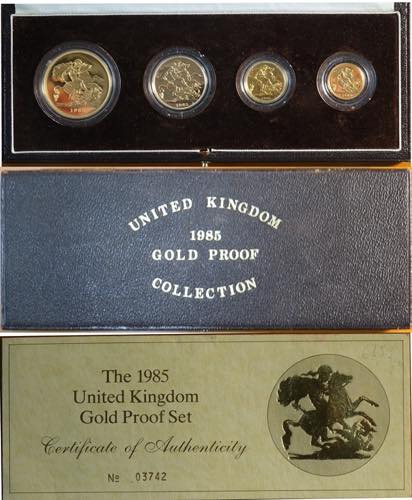 UNITED KINGDOM
1985
GOLD PROOF
COLLECTION
The 1985
United Kingdom
Gold Proof Set
Certificate of Authenticity
No 03742